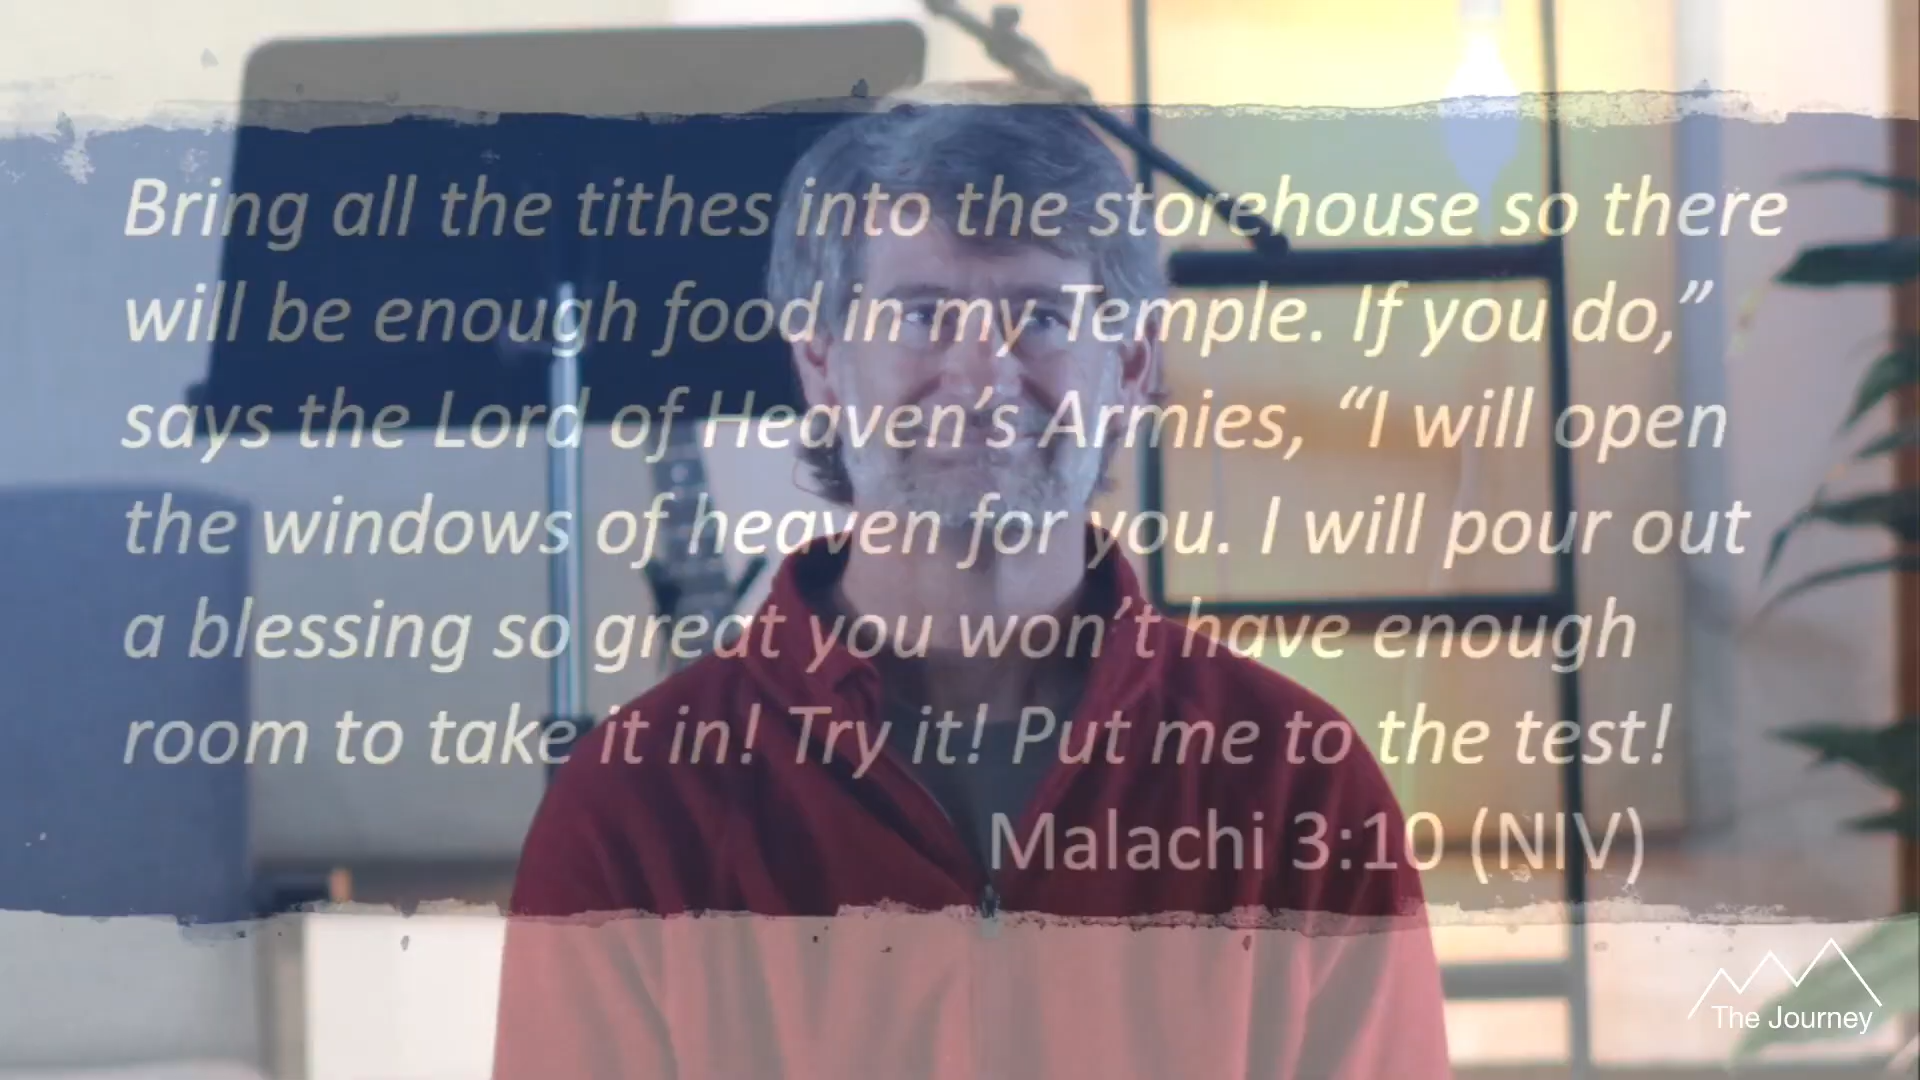 Bring all the tithes into the storehouse so there
will be enough food in my Temple. If you do,”
says the Lord of Heaven’s Armies, “I will open
the windows of heaven for you. I will pour out
a blessing so great you won’t have enough
room to take it in! Try it! Put me to the test!
Malachi 3:10 (NIV)
The Journey